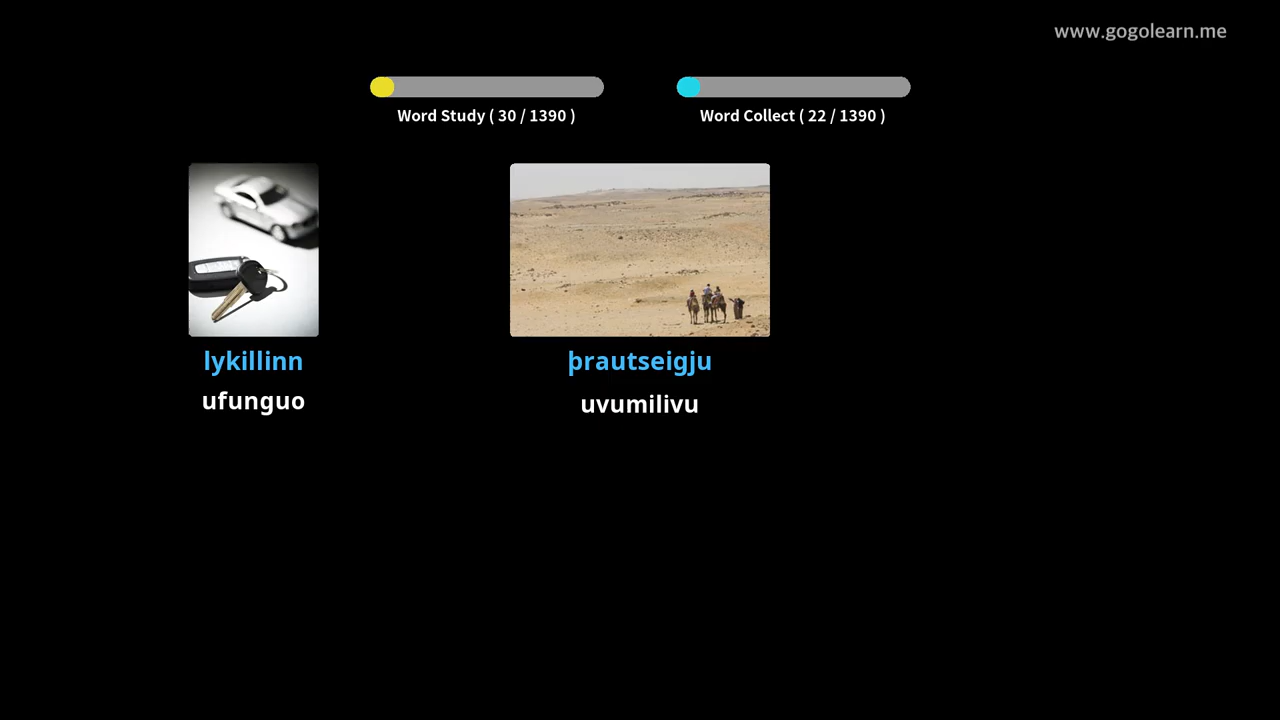 www.gogolearn.me
Word Study ( 30 / 1390 )
Word Collect ( 22 / 1390 )
lykillinn
ufunguo
þrautseigju
uvumilivu